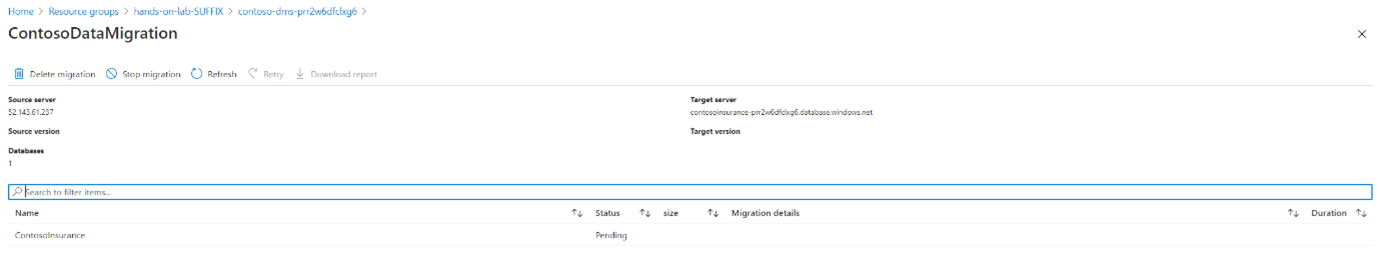 Home > Resource groups > hands-on-lab-SUFFIX > contoso-dms-prr2w6dfclxg6 >
ContosoDataMigration
Delete migration Stop migration Refresh Retry Download report
Source server Target server
52.143.61.237 contosoinsurance-prr2w6dfclxg6.database.windows.net
Source version Target version
Databases
1
Search to filter items...
Name Status size Migration details Duration
ContosoInsurance Pending